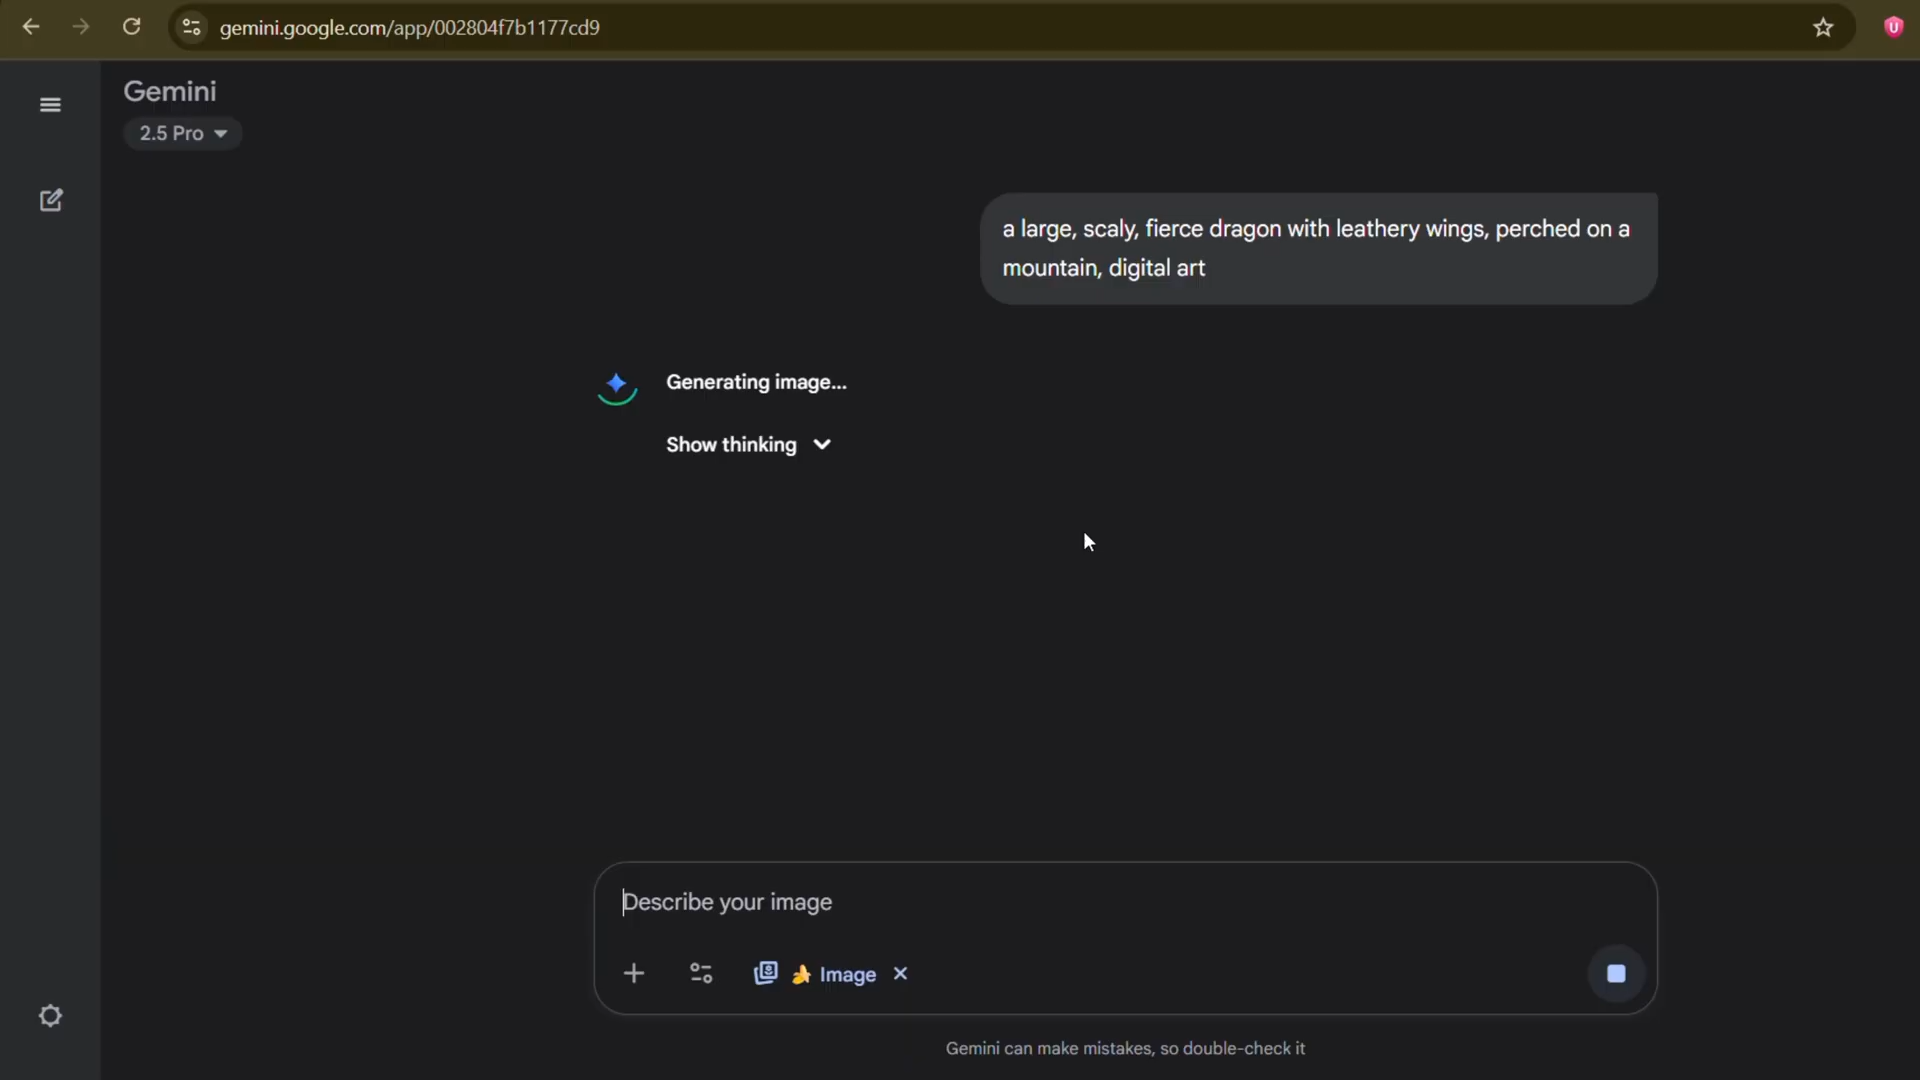 gemini.google.com/app/002804f7b1177cd9
Gemini
2.5 Pro
a large, scaly, fierce dragon with leathery wings, perched on a
mountain, digital art
Generating image...
Show thinking
Describe your image
Image
Gemini can make mistakes, so double-check it